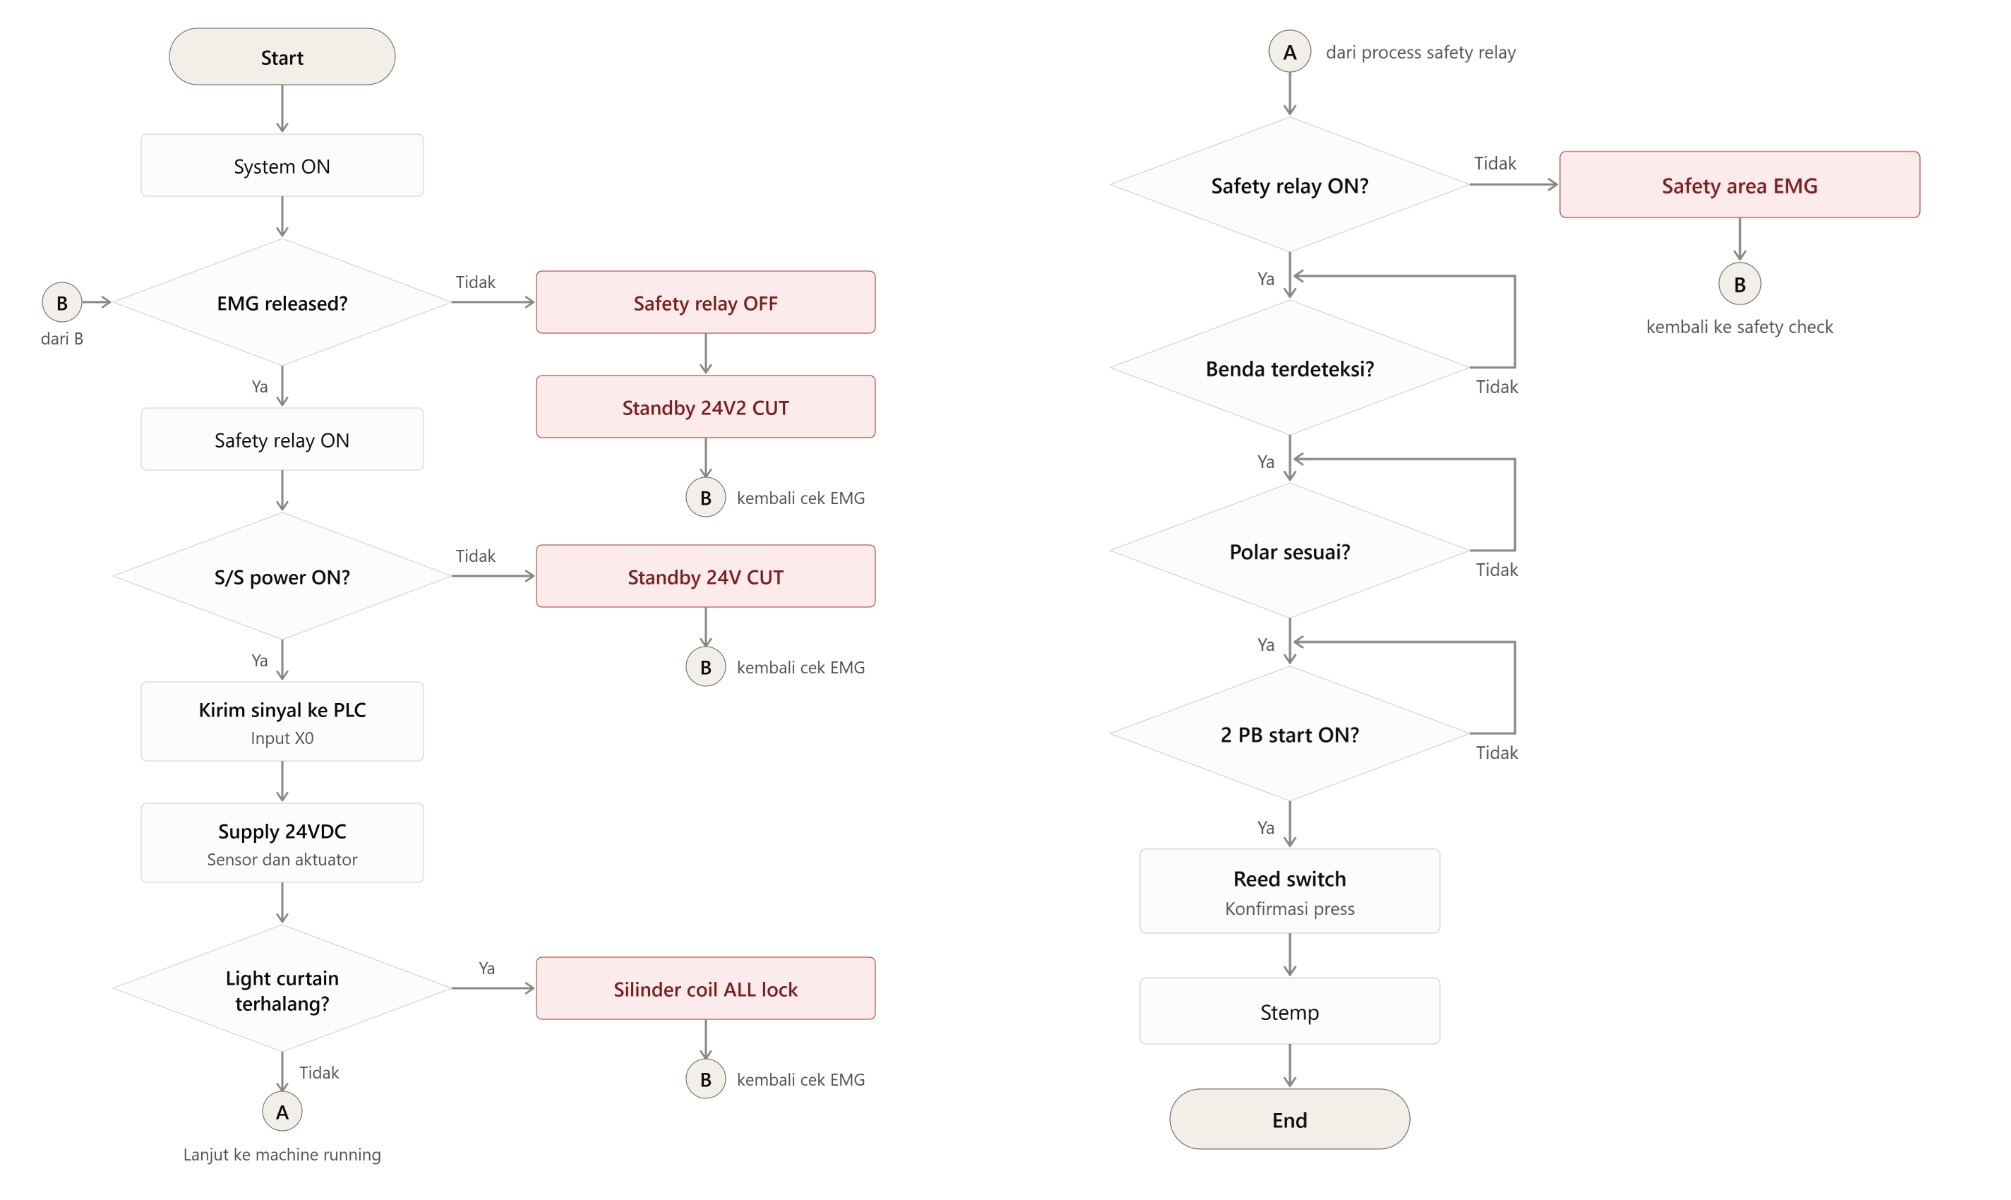 Start
System ON
EMG released?
Tidak
Safety relay OFF
B
dari B
Ya
Standby 24V2 CUT
Safety relay ON
B
kembali cek EMG
S/S power ON?
Tidak
Standby 24V CUT
Ya
B
kembali cek EMG
Kirim sinyal ke PLC
Input X0
Supply 24VDC
Sensor dan aktuator
Light curtain
terhalang?
Ya
Silinder coil ALL lock
Tidak
B
kembali cek EMG
A
Lanjut ke machine running
A
dari process safety relay
Safety relay ON?
Tidak
Safety area EMG
Ya
B
kembali ke safety check
Benda terdeteksi?
Tidak
Ya
Polar sesuai?
Tidak
Ya
2 PB start ON?
Tidak
Ya
Reed switch
Konfirmasi press
Stemp
End